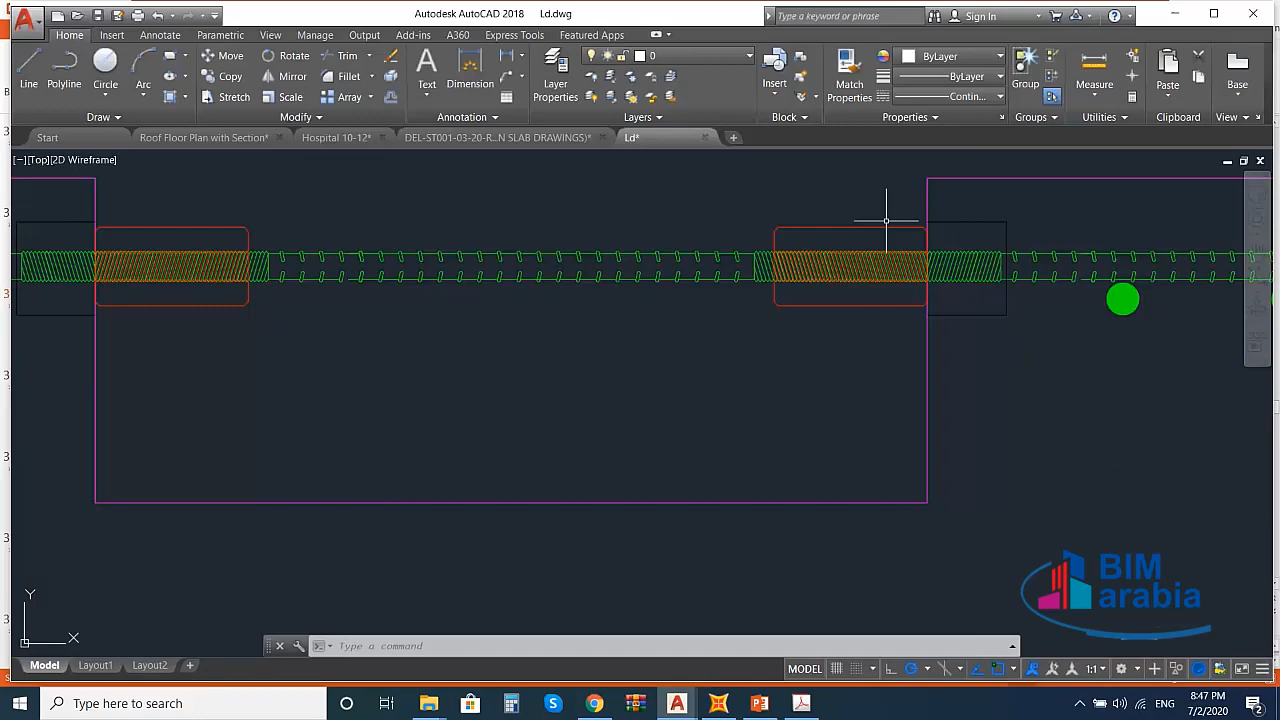 Autodesk AutoCAD 2018 Ld.dwg
Type a keyword or phrase
Sign In
Home Insert Annotate Parametric View Manage Output Add-ins A360 Express Tools Featured Apps
Line Polyline Circle Arc
Move Rotate Trim
Copy Mirror Fillet
Stretch Scale Array
Text Dimension
Layer Properties
0
Insert
Match Properties
ByLayer
ByLayer
Contin...
Group
Measure
Paste
Base
Draw Modify Annotation Layers Block Properties Groups Utilities Clipboard View
Start Roof Floor Plan with Section* Hospital 10-12* DEL-ST001-03-20-R...N SLAB DRAWINGS)* Ld*
[−][Top][2D Wireframe]
BIM
arabia
Y
X
Type a command
Model Layout1 Layout2
MODEL 1:1
Type here to search
ENG
8:47 PM
7/2/2020
2